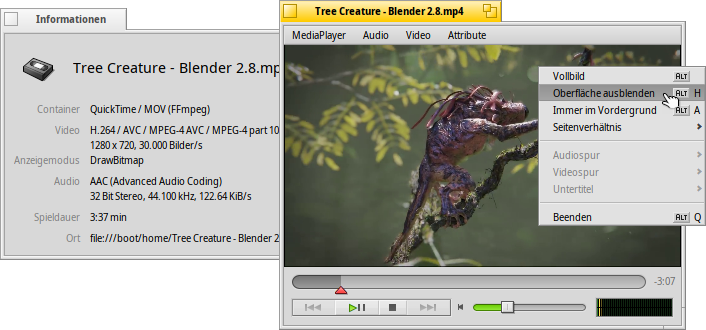 Informationen
Tree Creature - Blender 2.8.mp
Container QuickTime / MOV (FFmpeg)
Video H.264 / AVC / MPEG-4 AVC / MPEG-4 part 10
1280 x 720, 30.000 Bilder/s
Anzeigemodus DrawBitmap
Audio AAC (Advanced Audio Coding)
32 Bit Stereo, 44.100 kHz, 122.64 KiB/s
Spieldauer 3:37 min
Ort file:///boot/home/Tree Creature - Blender
Tree Creature - Blender 2.8.mp4
MediaPlayer Audio Video Attribute
Vollbild ALT
Oberfläche ausblenden ALT H
Immer im Vordergrund ALT A
Seitenverhältnis
Audiospur
Videospur
Untertitel
Beenden ALT Q
-3:07